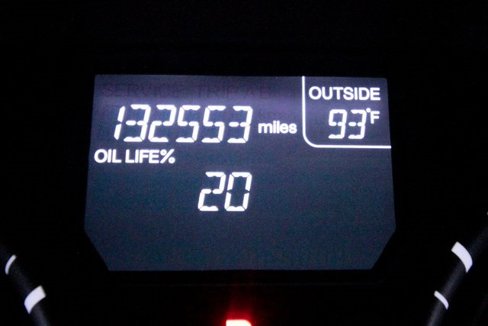 OUTSIDE
132553 miles 93°F
OIL LIFE%
20